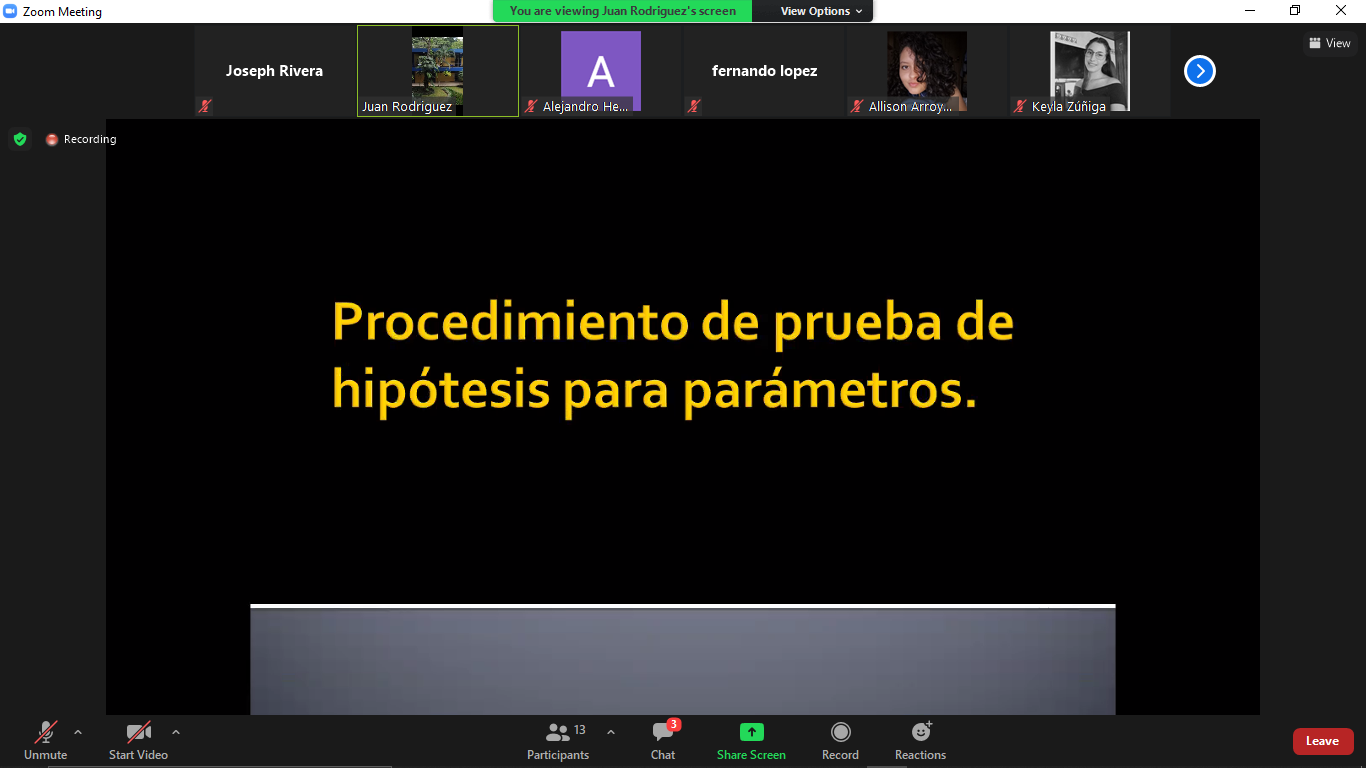 Zoom Meeting
You are viewing Juan Rodriguez's screen
View Options
Joseph Rivera
Juan Rodriguez
A
Alejandro He...
fernando lopez
Allison Arroy...
Keyla Zúñiga
View
Recording
Procedimiento de prueba de
hipótesis para parámetros.
Unmute
Start Video
13
Participants
3
Chat
Share Screen
Record
Reactions
Leave